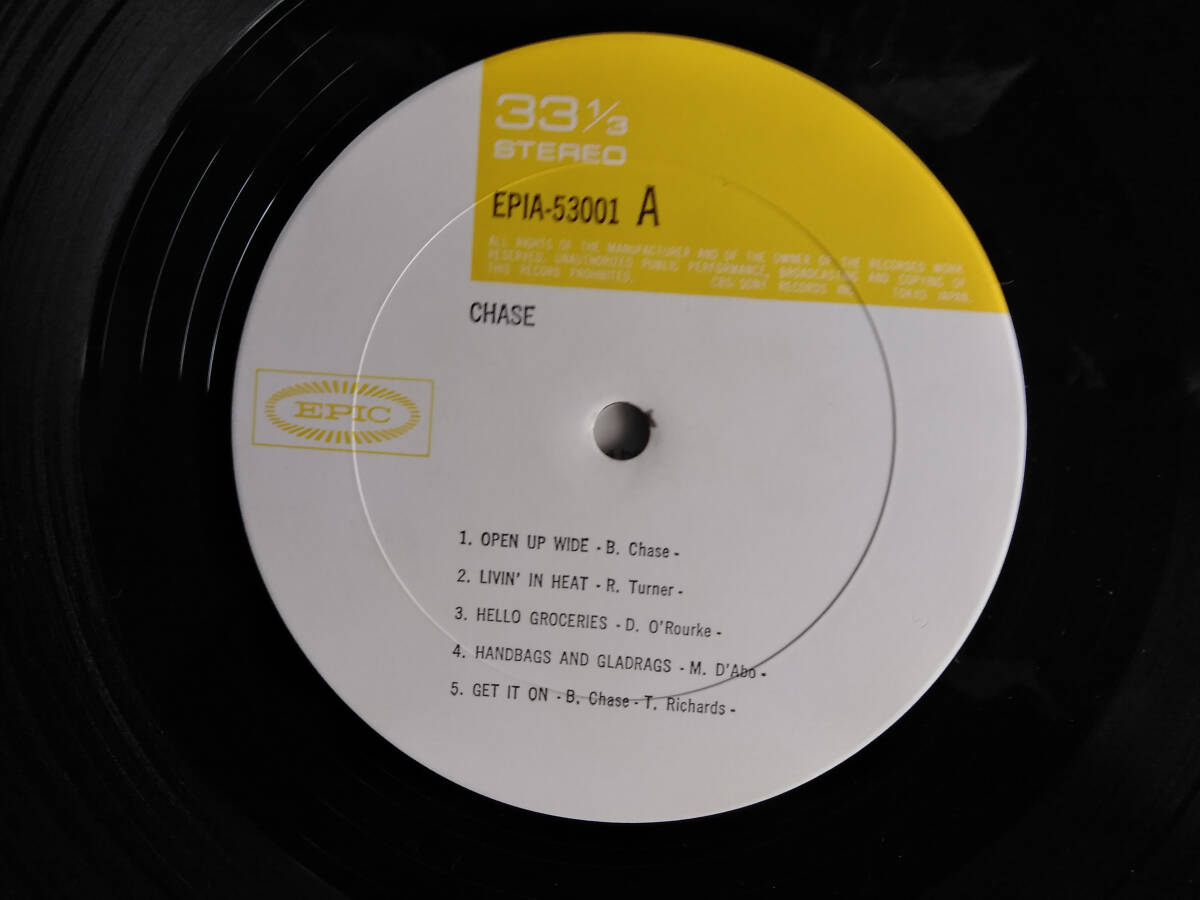 33 1/3
STEREO
EPIA-53001 A
ALL RIGHTS OF THE MANUFACTURER AND OF THE OWNER OF THE RECORDED WORK
RESERVED. UNAUTHORIZED PUBLIC PERFORMANCE, BROADCASTING AND COPYING OF
THIS RECORD PROHIBITED. CBS/SONY RECORDS INC. TOKYO JAPAN.
CHASE
EPIC
1. OPEN UP WIDE - B. Chase -
2. LIVIN' IN HEAT - R. Turner -
3. HELLO GROCERIES - D. O'Rourke -
4. HANDBAGS AND GLADRAGS - M. D'Abo -
5. GET IT ON - B. Chase - T. Richards -